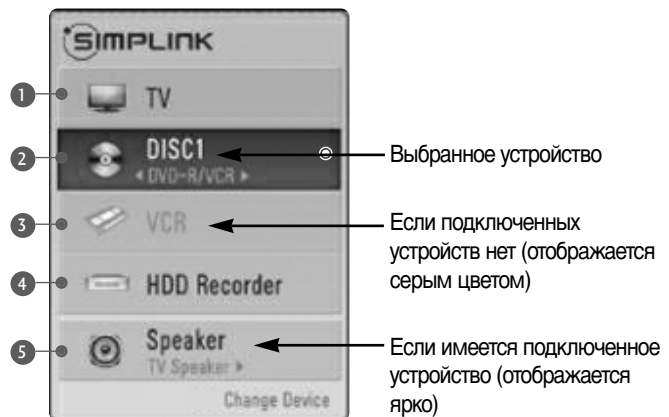 SIMPLINK
1 TV
2 DISC1
◄ DVD-R/VCR ►
Выбранное устройство
3 VCR
Если подключенных
устройств нет (отображается
серым цветом)
4 HDD Recorder
5 Speaker
TV Speaker ►
Если имеется подключенное
устройство (отображается
ярко)
Change Device